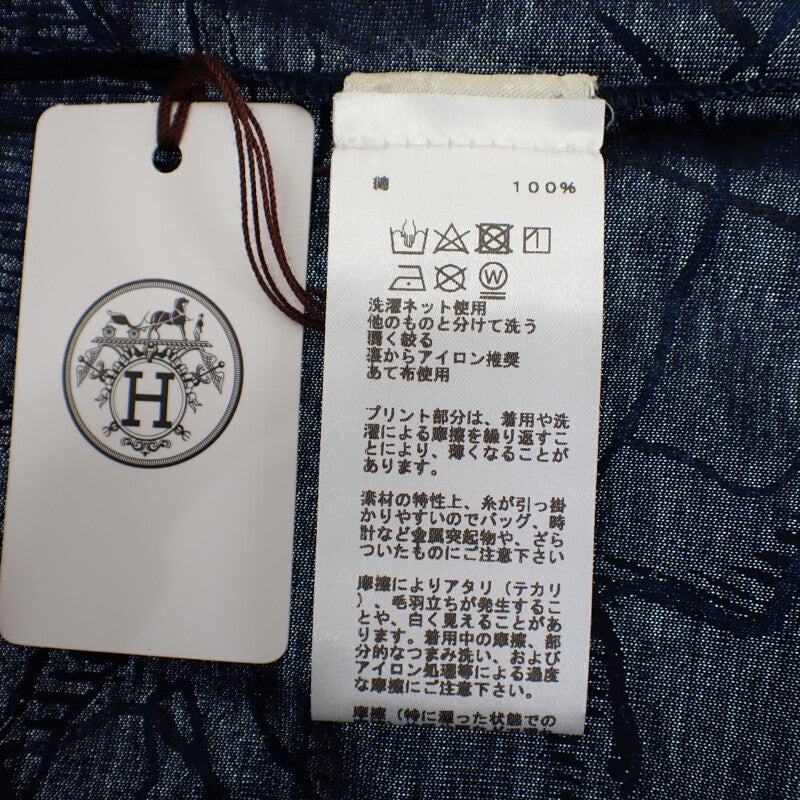 H
綿 100%
W
洗濯ネット使用
他のものと分けて洗う
弱く絞る
裏からアイロン推奨
あて布使用
プリント部分は、着用や洗
濯による摩擦を繰り返すこ
とにより、薄くなることが
あります。
素材の特性上、糸が引っ掛
かりやすいのでバッグ、時
計など金属突起物や、ざら
ついたものにご注意下さい
摩擦によりアタリ（テカリ
）、毛羽立ちが発生するこ
とや、白く見えることがあ
ります。着用中の摩擦、部
分的なつまみ洗い、および
アイロン処理等による過度
な摩擦にご注意下さい。
摩擦（特に湿った状態での